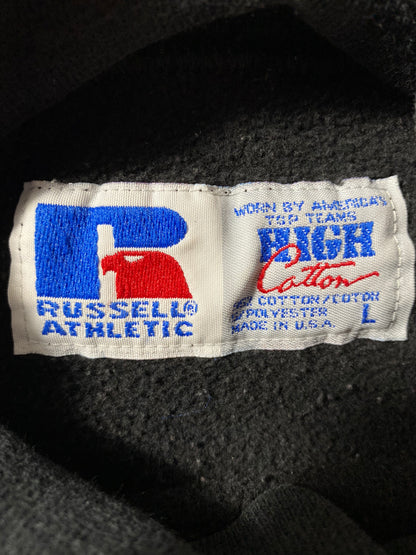 RUSSELL®
ATHLETIC
WORN BY AMERICA'S
TOP TEAMS
HIGH
Cotton
COTTON/COTON
POLYESTER
MADE IN U.S.A.
L